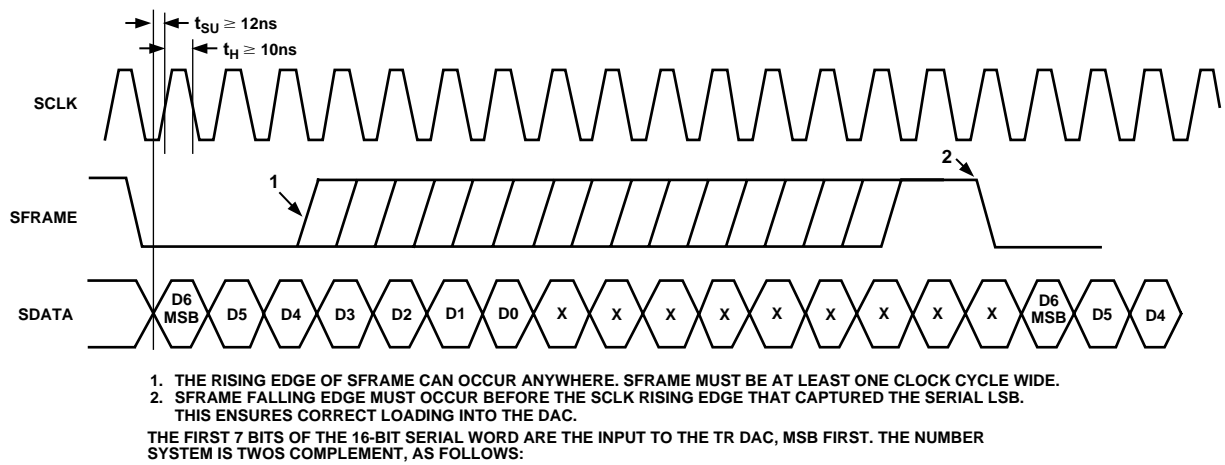 tSU ≥ 12ns
tH ≥ 10ns
SCLK
1
2
SFRAME
SDATA
D6 MSB D5 D4 D3 D2 D1 D0 X X X X X X X X X D6 MSB D5 D4
1. THE RISING EDGE OF SFRAME CAN OCCUR ANYWHERE. SFRAME MUST BE AT LEAST ONE CLOCK CYCLE WIDE.
2. SFRAME FALLING EDGE MUST OCCUR BEFORE THE SCLK RISING EDGE THAT CAPTURED THE SERIAL LSB.
THIS ENSURES CORRECT LOADING INTO THE DAC.
THE FIRST 7 BITS OF THE 16-BIT SERIAL WORD ARE THE INPUT TO THE TR DAC, MSB FIRST. THE NUMBER
SYSTEM IS TWOS COMPLEMENT, AS FOLLOWS: